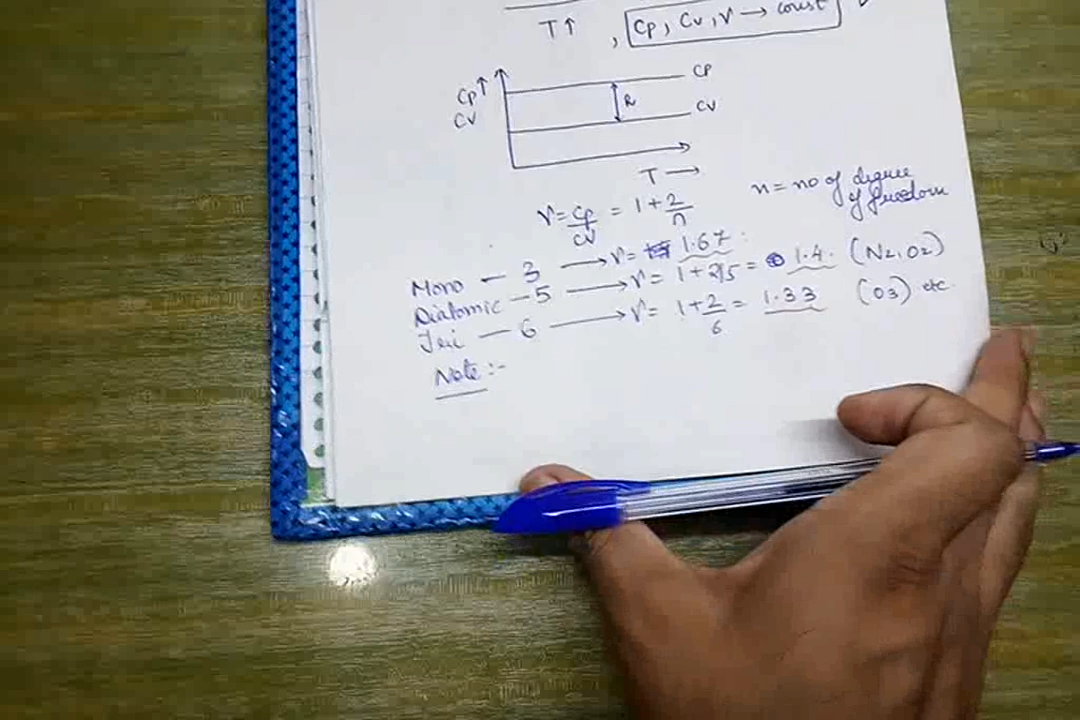 T↑ , Cp, Cv, γ → const
Cp↑
Cv
Cp
R
Cv
T →
γ = Cp/Cv = 1 + 2/n
n = no of degree of freedom
Mono — 3 → γ = 1.67
Diatomic — 5 → γ = 1 + 2/5 = 1.4. (N2, O2)
Tri — 6 → γ = 1 + 2/6 = 1.33 (O3) etc.
Note :-